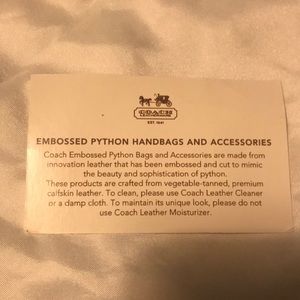 COACH
EST. 1941
EMBOSSED PYTHON HANDBAGS AND ACCESSORIES
Coach Embossed Python Bags and Accessories are made from
innovation leather that has been embossed and cut to mimic
the beauty and sophistication of python.
These products are crafted from vegetable-tanned, premium
calfskin leather. To clean, please use Coach Leather Cleaner
or a damp cloth. To maintain its unique look, please do not
use Coach Leather Moisturizer.